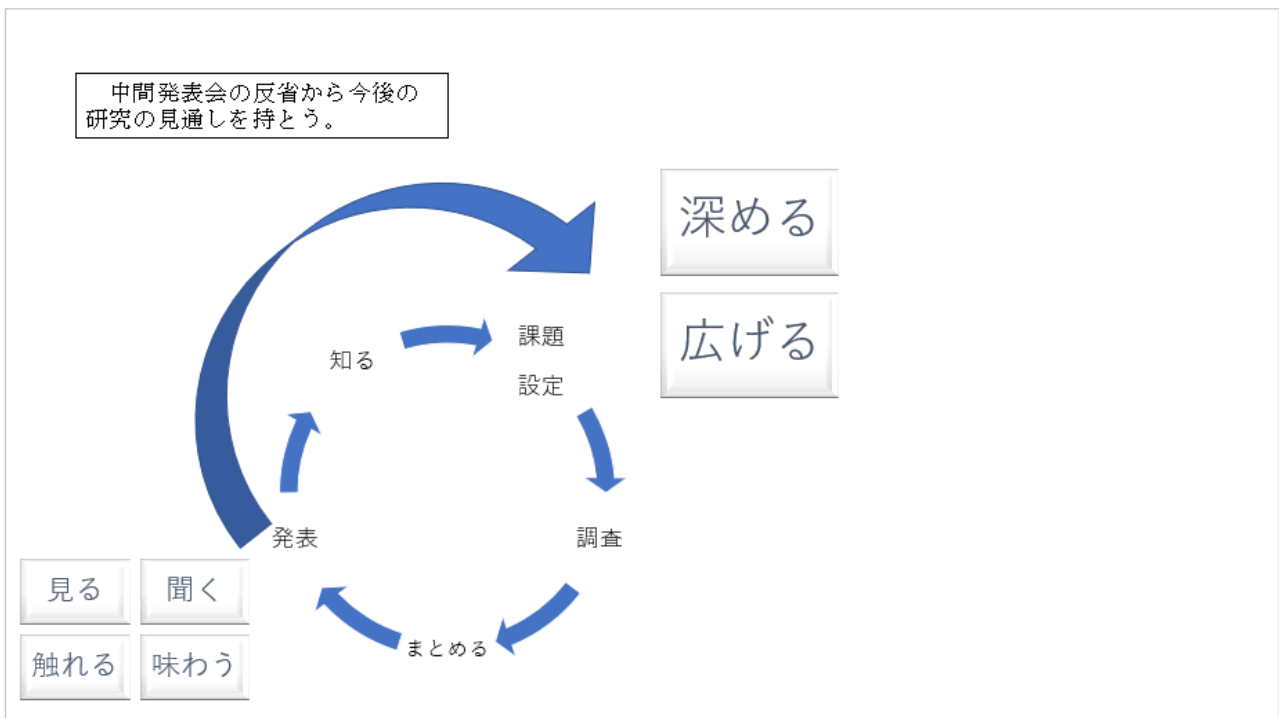 中間発表会の反省から今後の
研究の見通しを持とう。
深める
広げる
知る
課題
設定
調査
まとめる
発表
見る
聞く
触れる
味わう